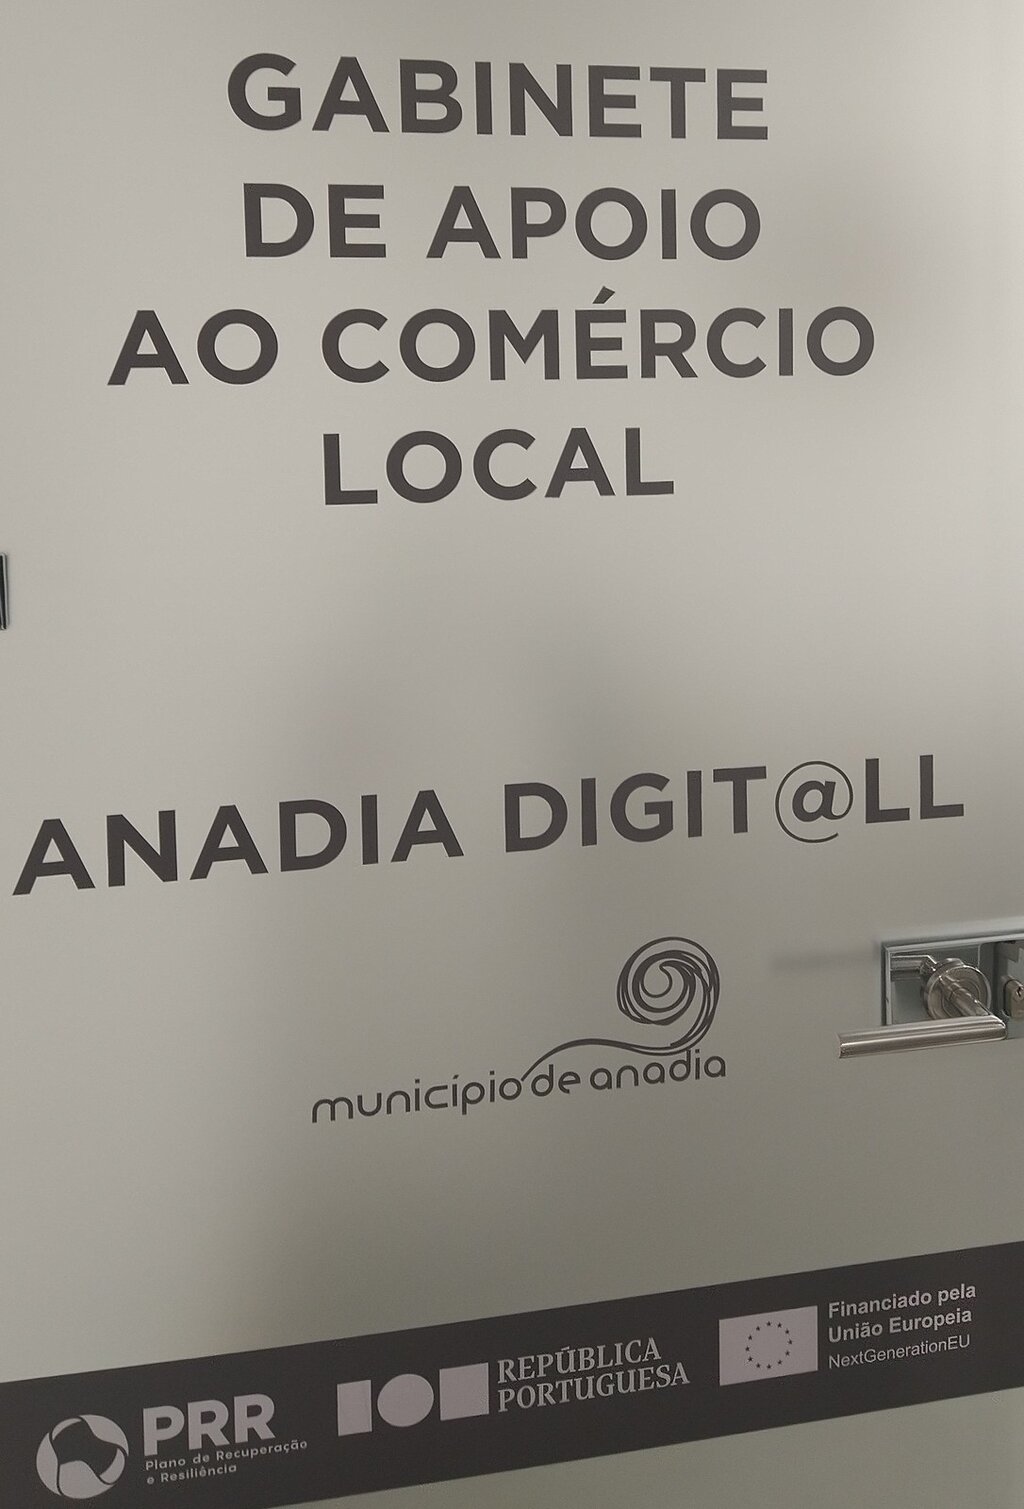 GABINETE
DE APOIO
AO COMÉRCIO
LOCAL
ANADIA DIGIT@LL
município de anadia
PRR
Plano de Recuperação
e Resiliência
REPÚBLICA
PORTUGUESA
Financiado pela
União Europeia
NextGenerationEU